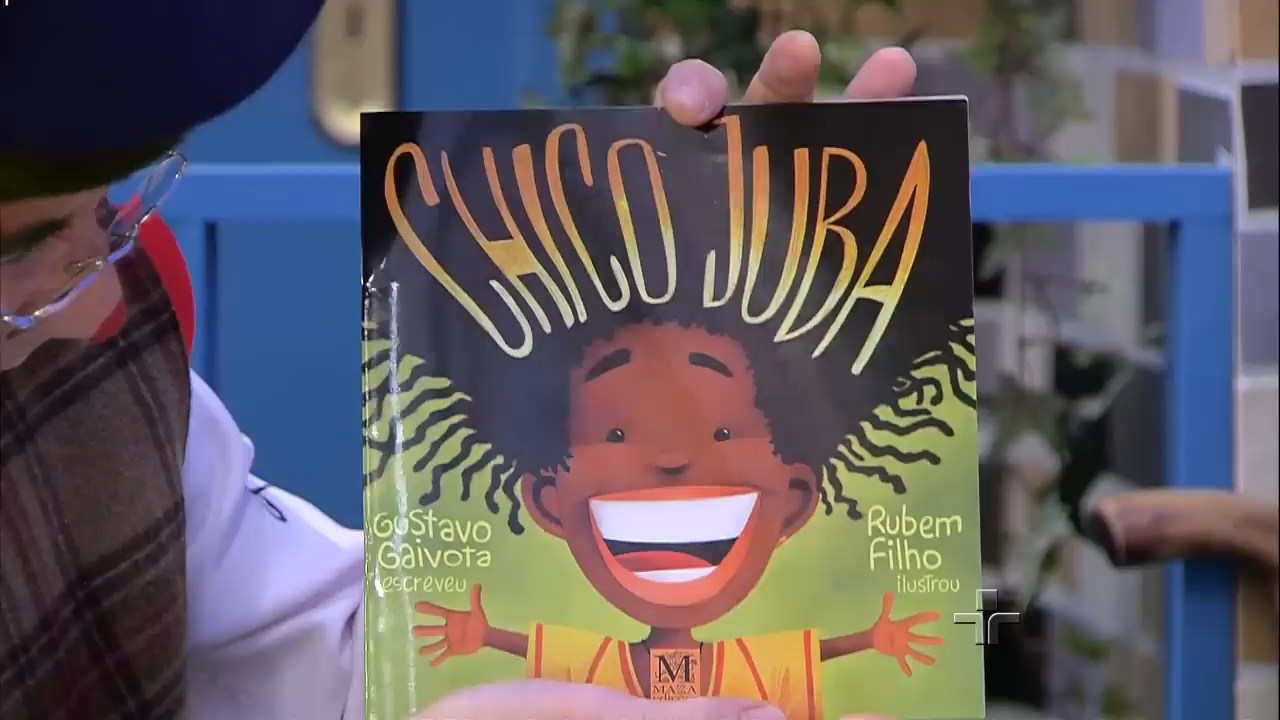 CHICO JUBA
Gustavo
Gaivota
escreveu
Rubem
Filho
ilustrou
M
MAZA